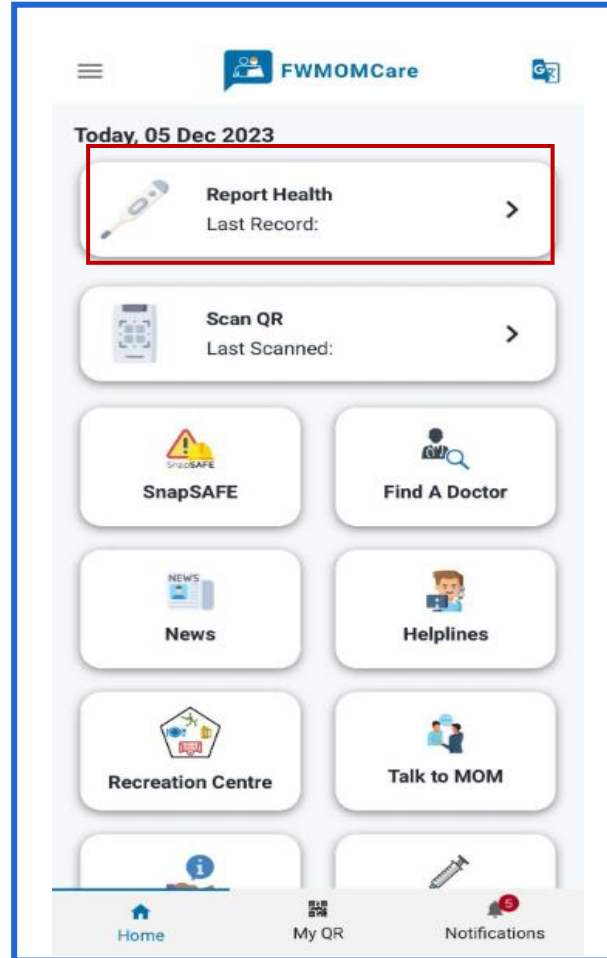 FWMOMCare
Today, 05 Dec 2023
Report Health
Last Record:
Scan QR
Last Scanned:
SnapSAFE
SnapSAFE
Find A Doctor
NEWS
News
Helplines
Recreation Centre
Talk to MOM
5
Home
My QR
Notifications